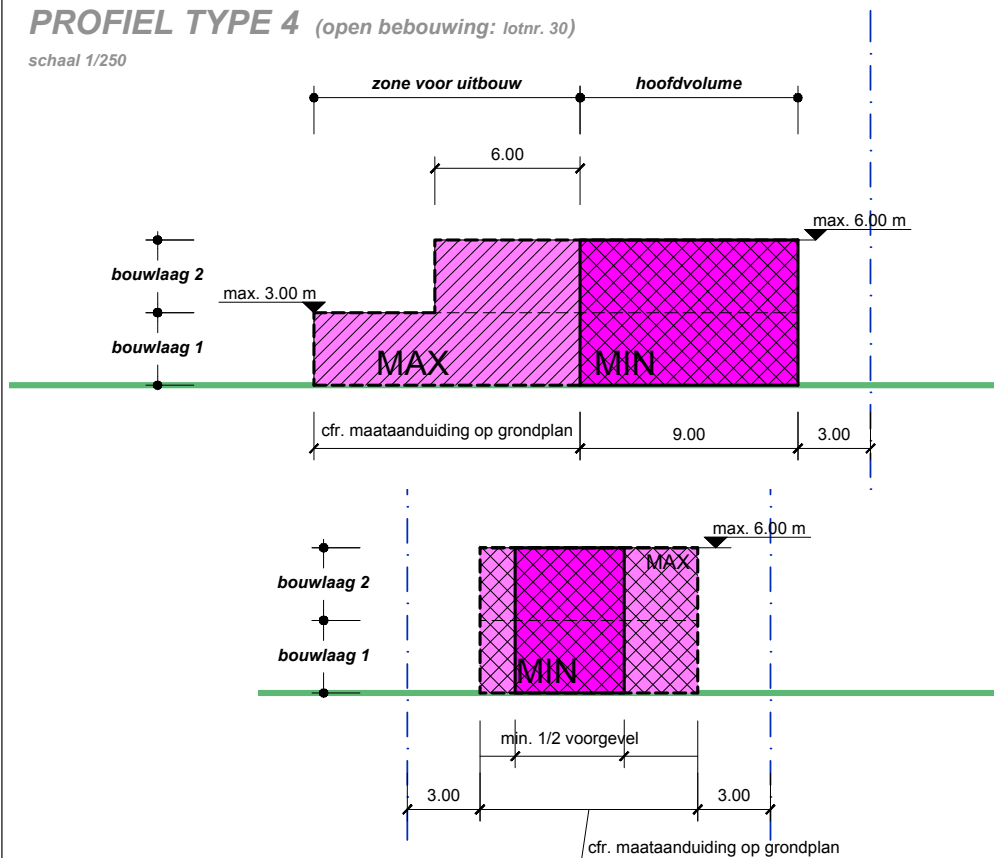 PROFIEL TYPE 4 (open bebouwing: lotnr. 30)
schaal 1/250
zone voor uitbouw hoofdvolume
6.00
max. 6.00 m
bouwlaag 2
max. 3.00 m
bouwlaag 1
MAX MIN
cfr. maataanduiding op grondplan 9.00 3.00
max. 6.00 m
MAX
bouwlaag 2
bouwlaag 1
MIN
min. 1/2 voorgevel
3.00 3.00
cfr. maataanduiding op grondplan